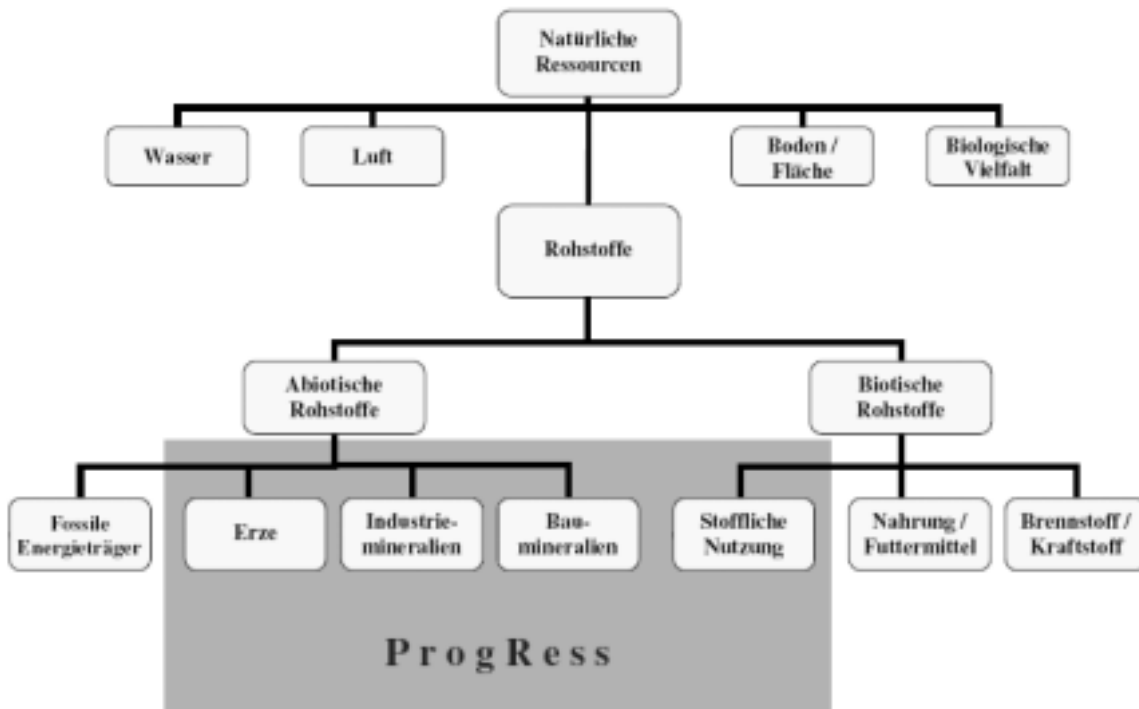 Natürliche
Ressourcen
Wasser
Luft
Boden /
Fläche
Biologische
Vielfalt
Rohstoffe
Abiotische
Rohstoffe
Biotische
Rohstoffe
Fossile
Energieträger
Erze
Industrie-
mineralien
Bau-
mineralien
Stoffliche
Nutzung
Nahrung /
Futtermittel
Brennstoff /
Kraftstoff
ProgRess